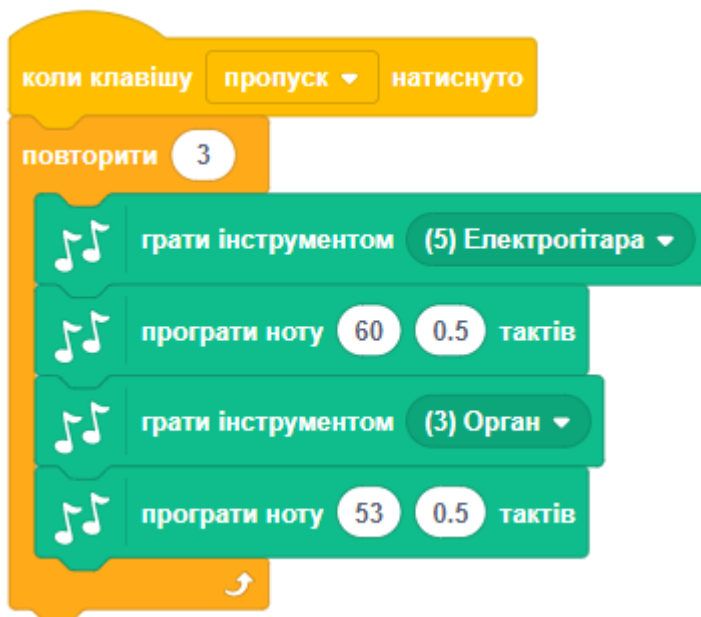 коли клавішу пропуск натиснуто
повторити 3
грати інструментом (5) Електрогітара
програти ноту 60 0.5 тактів
грати інструментом (3) Орган
програти ноту 53 0.5 тактів